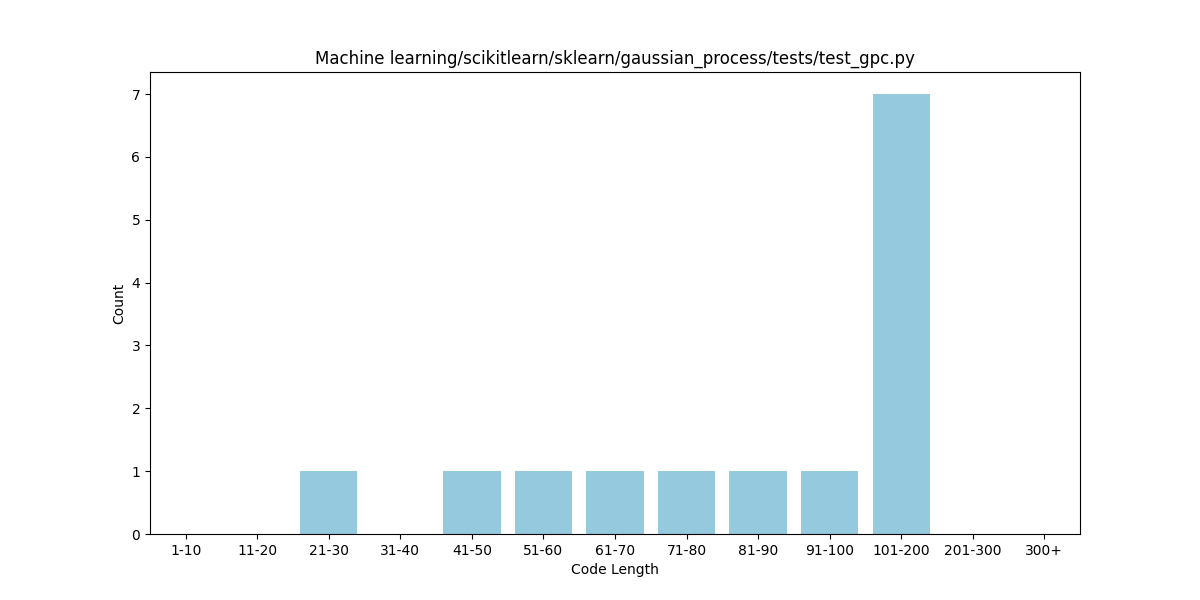 Machine learning/scikitlearn/sklearn/gaussian_process/tests/test_gpc.py
7
6
5
4
3
2
1
0
Count
1-10 11-20 21-30 31-40 41-50 51-60 61-70 71-80 81-90 91-100 101-200 201-300 300+
Code Length